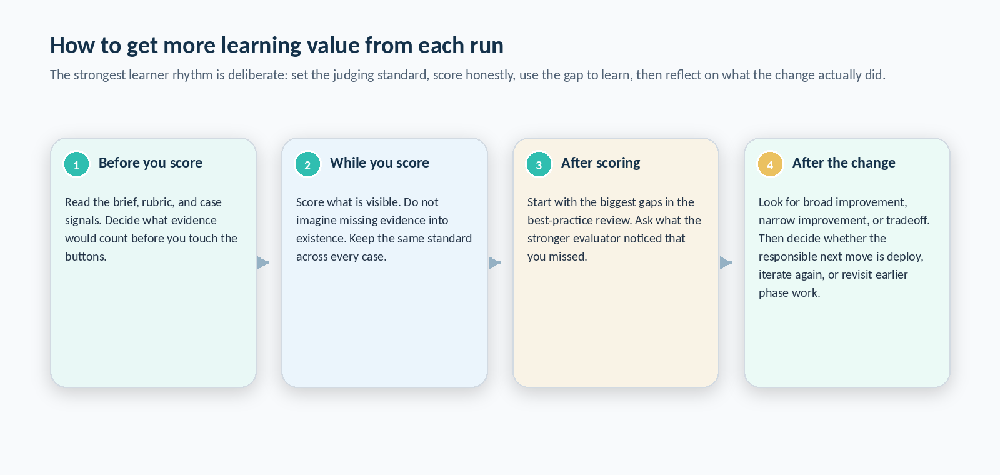 How to get more learning value from each run
The strongest learner rhythm is deliberate: set the judging standard, score honestly, use the gap to learn, then reflect on what the change actually did.
1 Before you score
Read the brief, rubric, and case
signals. Decide what evidence
would count before you touch the
buttons.
2 While you score
Score what is visible. Do not
imagine missing evidence into
existence. Keep the same standard
across every case.
3 After scoring
Start with the biggest gaps in the
best-practice review. Ask what the
stronger evaluator noticed that
you missed.
4 After the change
Look for broad improvement,
narrow improvement, or tradeoff.
Then decide whether the
responsible next move is deploy,
iterate again, or revisit earlier
phase work.